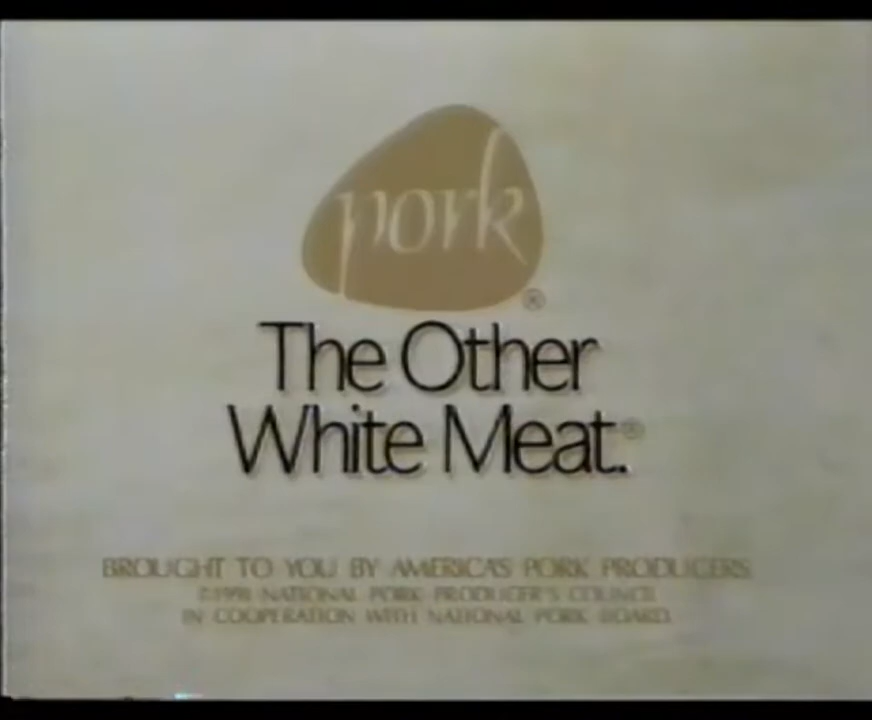 pork®
The Other
White Meat.®
BROUGHT TO YOU BY AMERICA'S PORK PRODUCERS
NATIONAL PORK PRODUCER'S COUNCIL
IN COOPERATION WITH NATIONAL PORK BOARD.